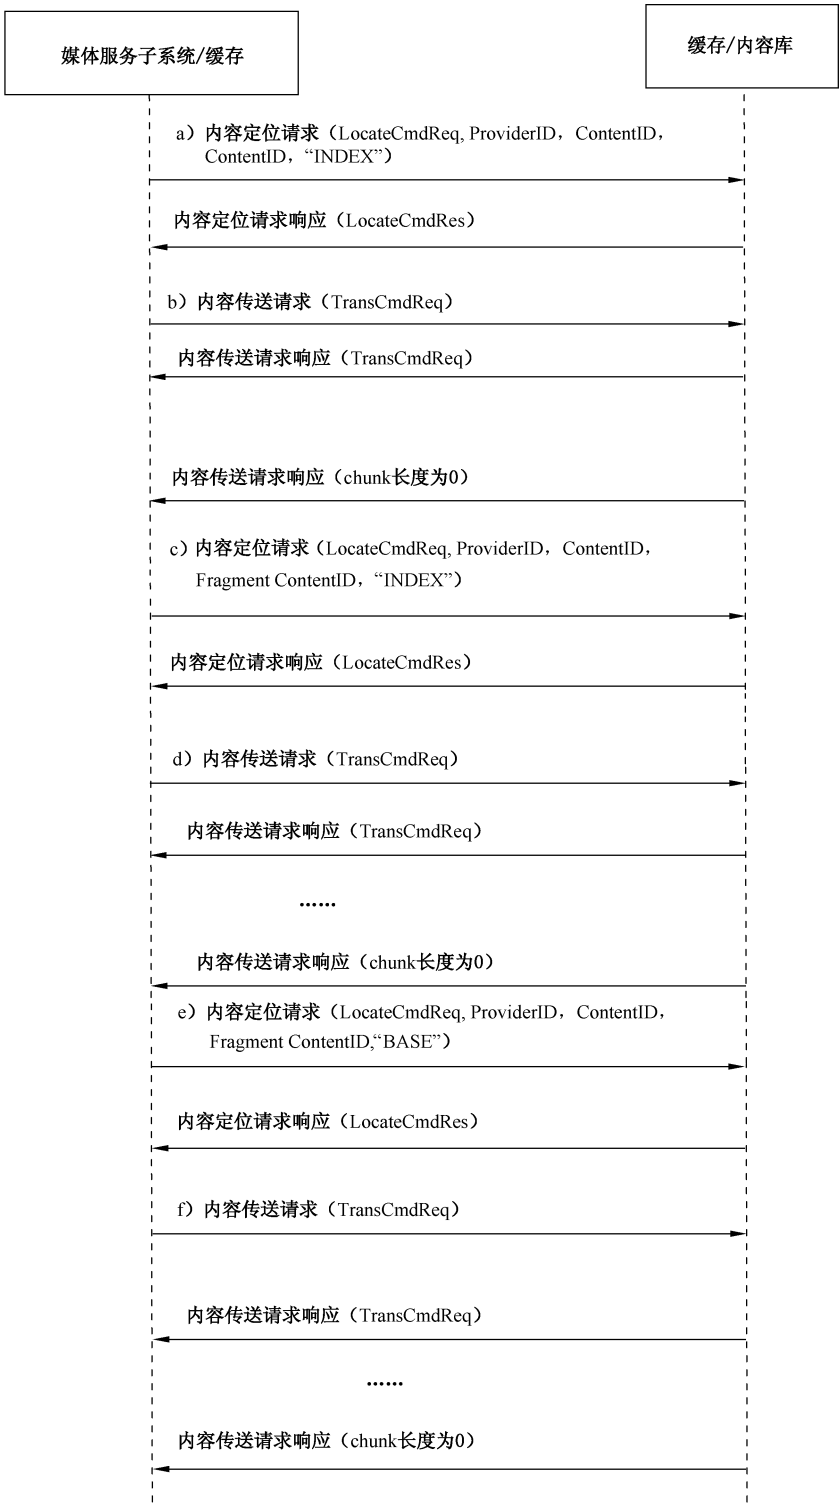 媒体服务子系统/缓存
缓存/内容库
a）内容定位请求（LocateCmdReq, ProviderID，ContentID，
ContentID，“INDEX”）
内容定位请求响应（LocateCmdRes）
b）内容传送请求（TransCmdReq）
内容传送请求响应（TransCmdReq）
内容传送请求响应（chunk长度为0）
c）内容定位请求（LocateCmdReq, ProviderID，ContentID，
Fragment ContentID，“INDEX”）
内容定位请求响应（LocateCmdRes）
d）内容传送请求（TransCmdReq）
内容传送请求响应（TransCmdReq）
……
内容传送请求响应（chunk长度为0）
e）内容定位请求（LocateCmdReq, ProviderID，ContentID，
Fragment ContentID,“BASE”）
内容定位请求响应（LocateCmdRes）
f）内容传送请求（TransCmdReq）
内容传送请求响应（TransCmdReq）
……
内容传送请求响应（chunk长度为0）